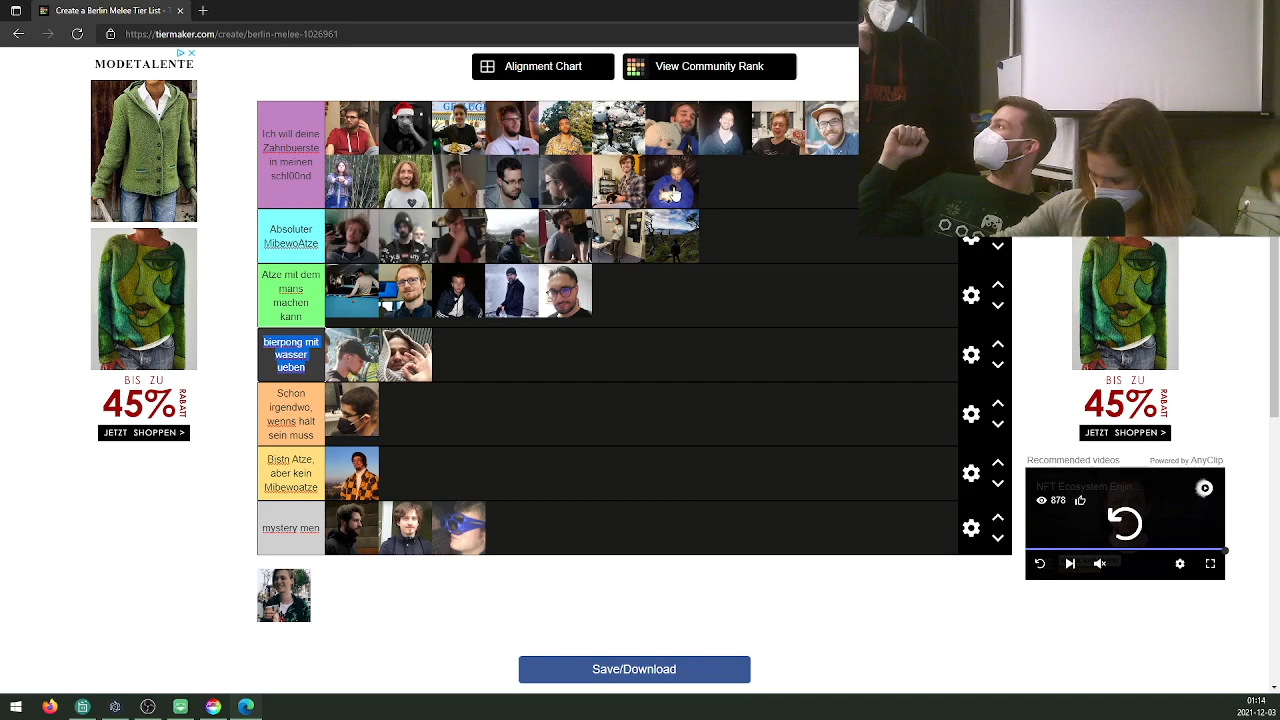 Create a Berlin Melee Tier List - T
https://tiermaker.com/create/berlin-melee-1026961
MODETALENTE
Alignment Chart
View Community Rank
Ich will deine
Zahnbuerste
in meinen
schl00nd
Absoluter
MibewoAtze
Atze mit dem
mans
machen
kann
bierpong mit
wasser
ueben
Schon
irgendwo,
wenns halt
sein muss
Bistn Atze,
aber kein
Mibewoatze
mystery men
BIS ZU
45%
RABATT
JETZT SHOPPEN >
BIS ZU
45%
RABATT
JETZT SHOPPEN >
Recommended videos
Powered by AnyClip
NFT Ecosystem Enjin
878
Save/Download
01:14
2021-12-03